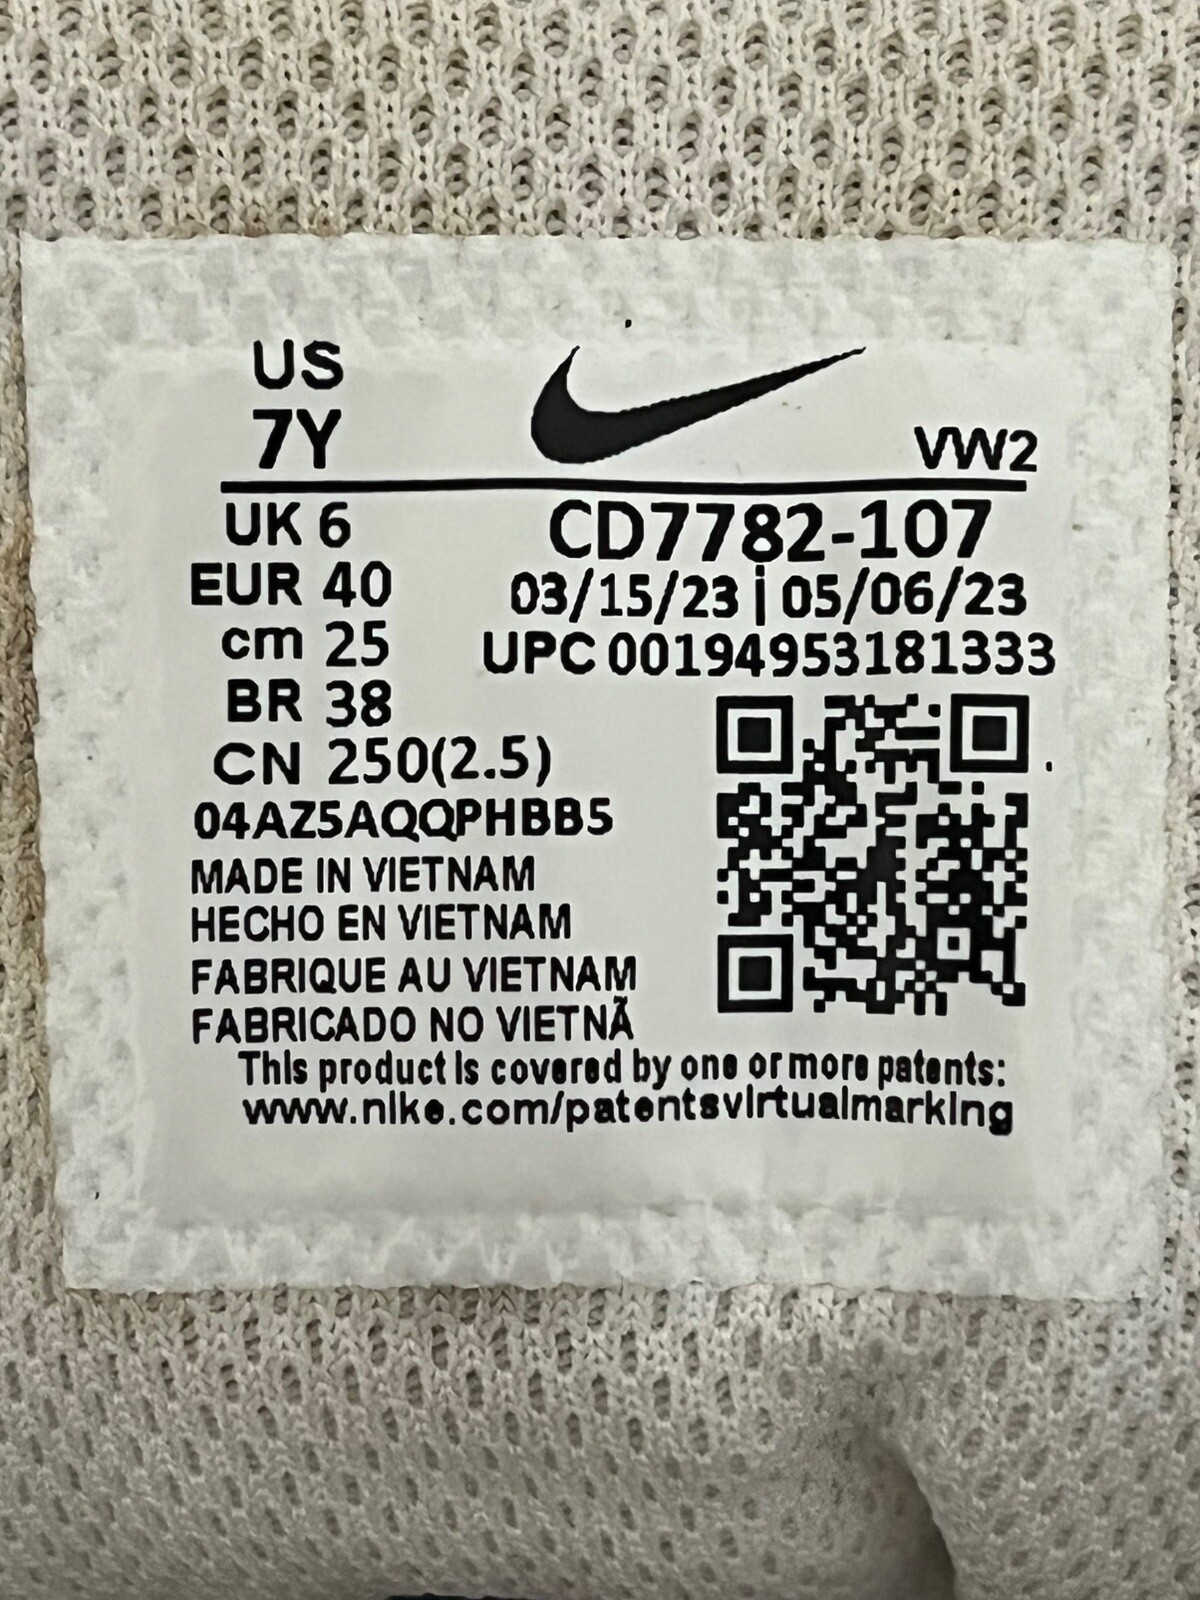 US
7Y
VW2
UK 6
CD7782-107
EUR 40
03/15/23 | 05/06/23
cm 25
UPC 00194953181333
BR 38
CN 250(2.5)
04AZ5AQQPHBB5
MADE IN VIETNAM
HECHO EN VIETNAM
FABRIQUE AU VIETNAM
FABRICADO NO VIETNÃ
This product is covered by one or more patents:
www.nike.com/patentsvirtualmarking